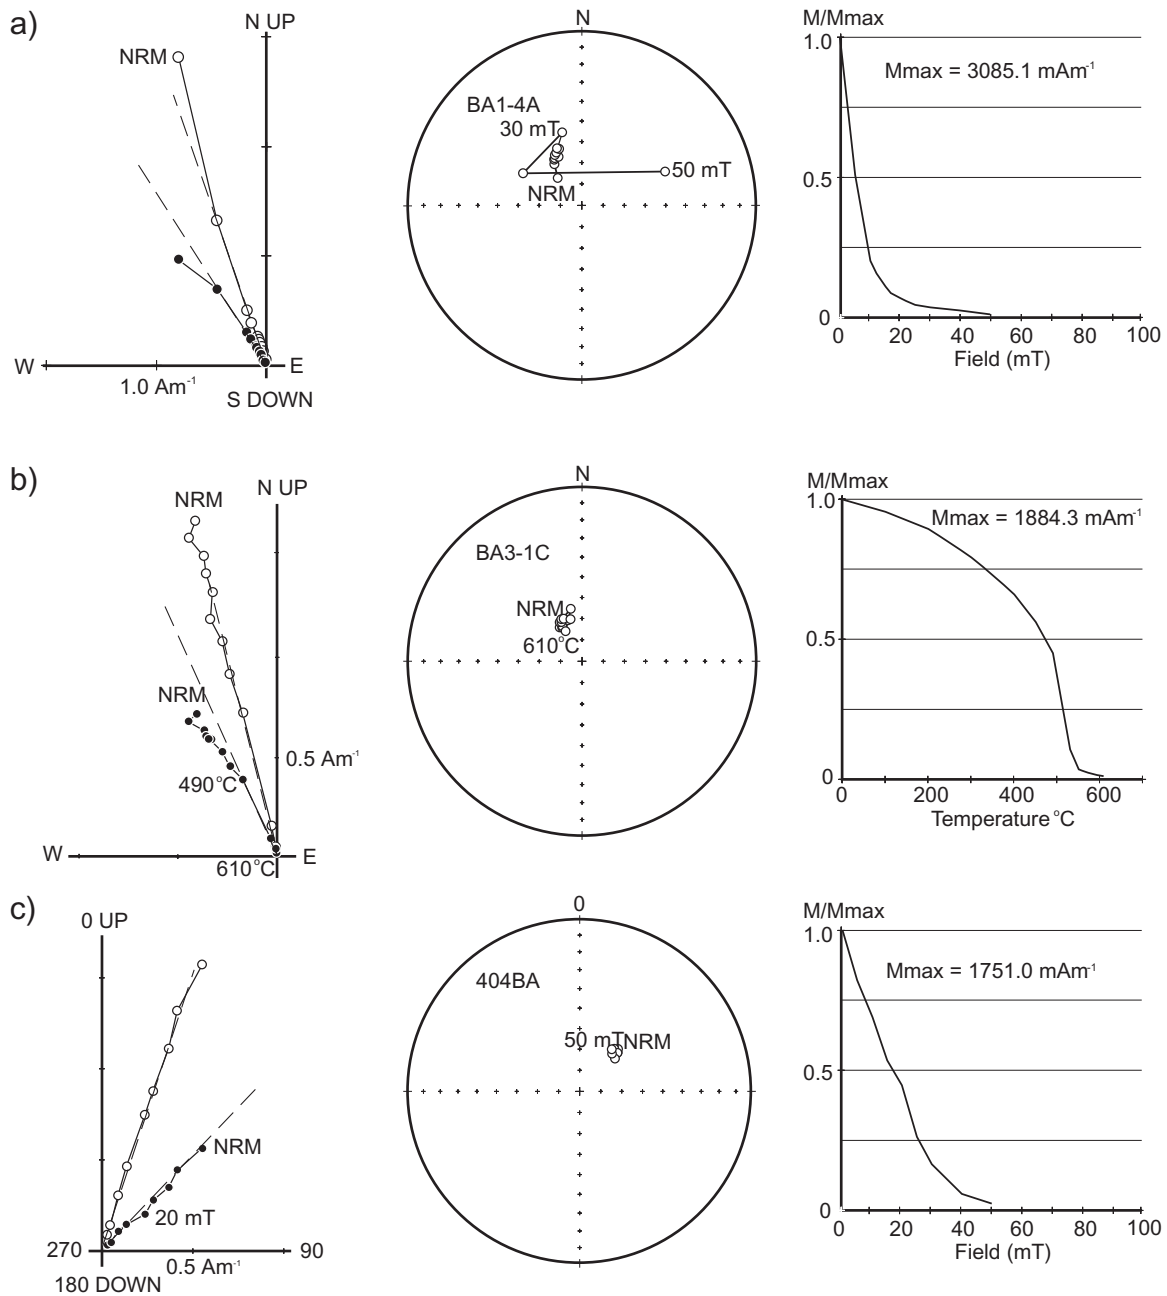 a)
N UP
NRM
W
E
1.0 Am-1
S DOWN
N
BA1-4A
30 mT
50 mT
NRM
M/Mmax
1.0
Mmax = 3085.1 mAm-1
0.5
0
0 20 40 60 80 100
Field (mT)
b)
N UP
NRM
NRM
0.5 Am-1
490°C
W
E
610°C
N
BA3-1C
NRM
610°C
M/Mmax
1.0
Mmax = 1884.3 mAm-1
0.5
0
0 200 400 600
Temperature °C
c)
0 UP
NRM
20 mT
270
90
0.5 Am-1
180 DOWN
0
404BA
50 mT NRM
M/Mmax
1.0
Mmax = 1751.0 mAm-1
0.5
0
0 20 40 60 80 100
Field (mT)